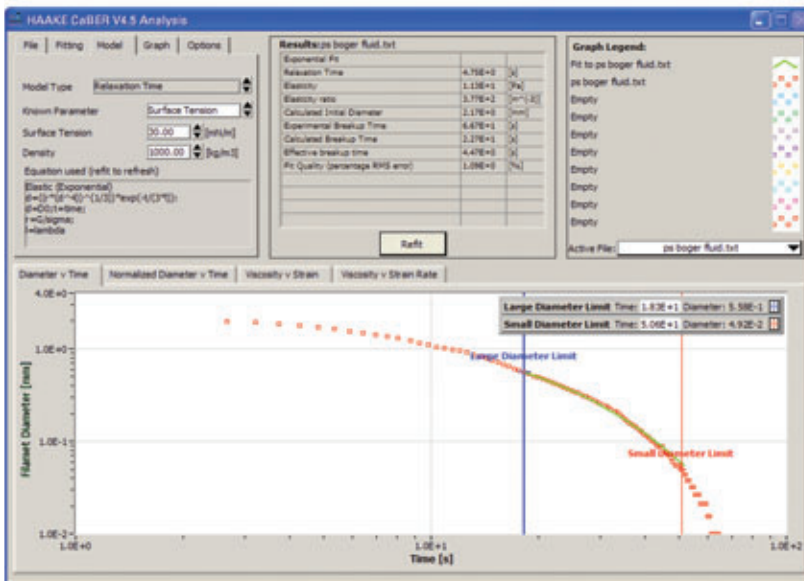 HAAKE CaBER V4.5 Analysis
File Fitting Model Graph Options
Model Type Relaxation Time
Known Parameter Surface Tension
Surface Tension 30.00 [mN/m]
Density 1000.00 [kg/m3]
Equation used (refit to refresh)
Elastic (Exponential)
d=D0;t=time;
r=G/sigma;
l=lambda
Results:ps boger fluid.txt
Exponential Fit
Relaxation Time 4.75E+0 [s]
Elasticity 1.13E+1 [Pa]
Elasticity ratio 3.77E+2 [m^(-1)]
Calculated Initial Diameter 2.17E+0 [mm]
Experimental Breakup Time 6.67E+1 [s]
Calculated Breakup Time 2.27E+1 [s]
Effective breakup time 4.47E+0 [s]
Fit Quality (percentage RMS error) 1.09E+0 [%]
Refit
Graph Legend:
Fit to ps boger fluid.txt
ps boger fluid.txt
Empty
Empty
Empty
Empty
Empty
Empty
Empty
Empty
Active File: ps boger fluid.txt
Diameter v Time Normalized Diameter v Time Viscosity v Strain Viscosity v Strain Rate
4.0E+0
1.0E+0
1.0E-1
1.0E-2
Filament Diameter [mm]
Large Diameter Limit Time: 1.83E+1 Diameter: 5.58E-1
Small Diameter Limit Time: 5.06E+1 Diameter: 4.92E-2
Large Diameter Limit
Small Diameter Limit
1.0E+0 1.0E+1 1.0E+2
Time [s]